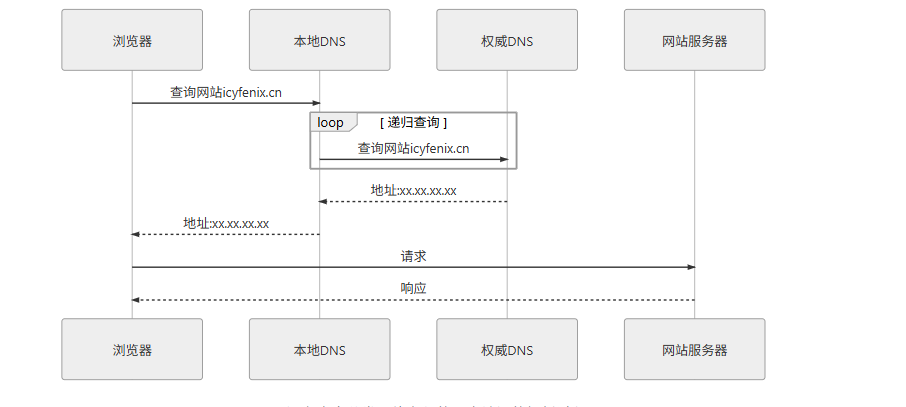 浏览器
本地DNS
权威DNS
网站服务器
查询网站icyfenix.cn
loop
[ 递归查询 ]
查询网站icyfenix.cn
地址:xx.xx.xx.xx
地址:xx.xx.xx.xx
请求
响应
浏览器
本地DNS
权威DNS
网站服务器